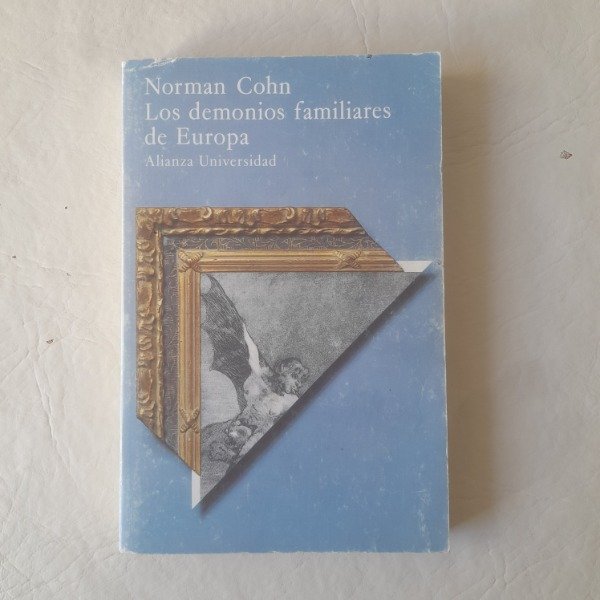 Norman Cohn
Los demonios familiares
de Europa
Alianza Universidad